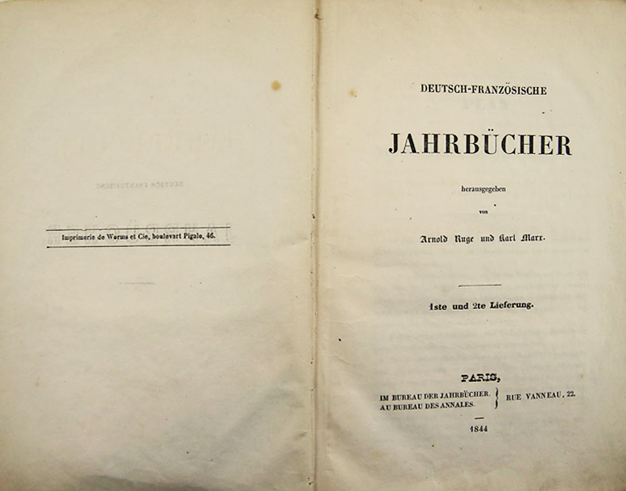 Imprimerie de Worms et Cie, boulevart Pigale, 46.
DEUTSCH-FRANZÖSISCHE
JAHRBÜCHER
herausgegeben
von
Arnold Ruge und Karl Marx.
1ste und 2te Lieferung.
PARIS,
IM BUREAU DER JAHRBÜCHER.
AU BUREAU DES ANNALES.
} RUE VANNEAU, 22.
1844